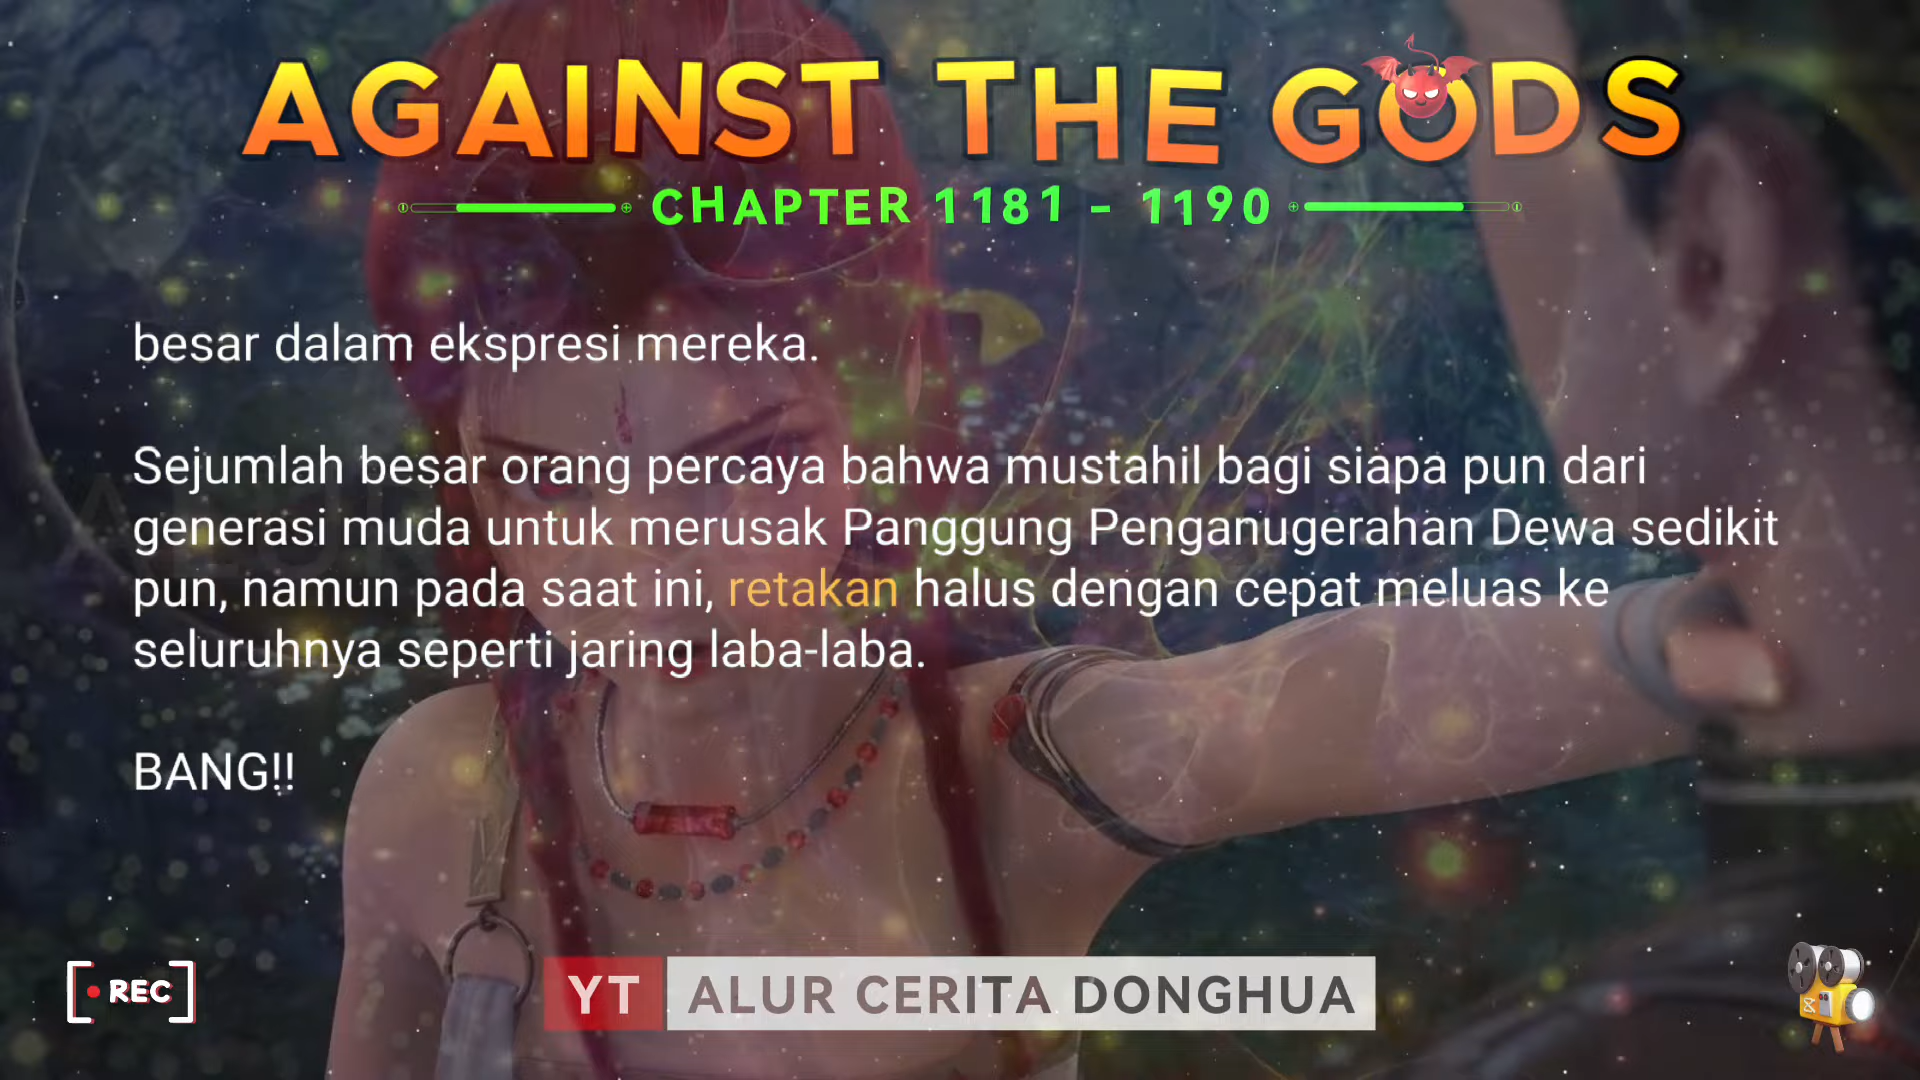 AGAINST THE GODS
CHAPTER 1181 - 1190
besar dalam ekspresi mereka.
Sejumlah besar orang percaya bahwa mustahil bagi siapa pun dari
generasi muda untuk merusak Panggung Penganugerahan Dewa sedikit
pun, namun pada saat ini, retakan halus dengan cepat meluas ke
seluruhnya seperti jaring laba-laba.
BANG!!
REC
YT ALUR CERITA DONGHUA